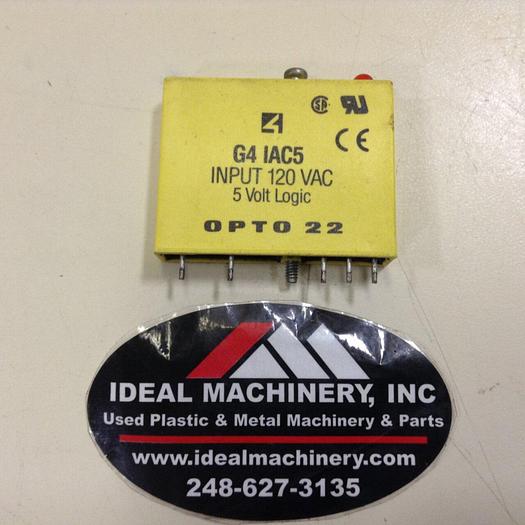 G4 IAC5
INPUT 120 VAC
5 Volt Logic
OPTO 22
IDEAL MACHINERY, INC
Used Plastic & Metal Machinery & Parts
www.idealmachinery.com
248-627-3135